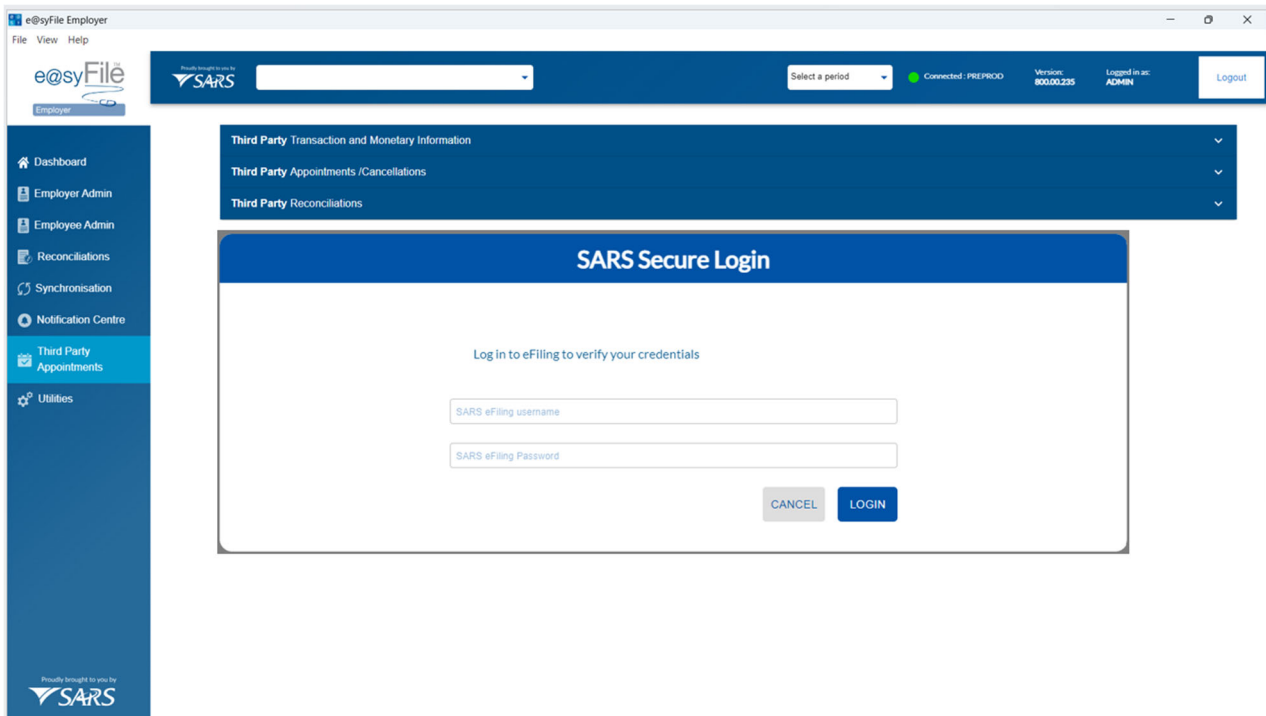 e@syFile Employer
File View Help
e@syFile™
Employer
Proudly brought to you by
SARS
Select a period
Connected : PREPROD
Version:
800.00.235
Logged in as:
ADMIN
Logout
Dashboard
Employer Admin
Employee Admin
Reconciliations
Synchronisation
Notification Centre
Third Party
Appointments
Utilities
Third Party Transaction and Monetary Information
Third Party Appointments /Cancellations
Third Party Reconciliations
SARS Secure Login
Log in to eFiling to verify your credentials
SARS eFiling username
SARS eFiling Password
CANCEL LOGIN
Proudly brought to you by
SARS